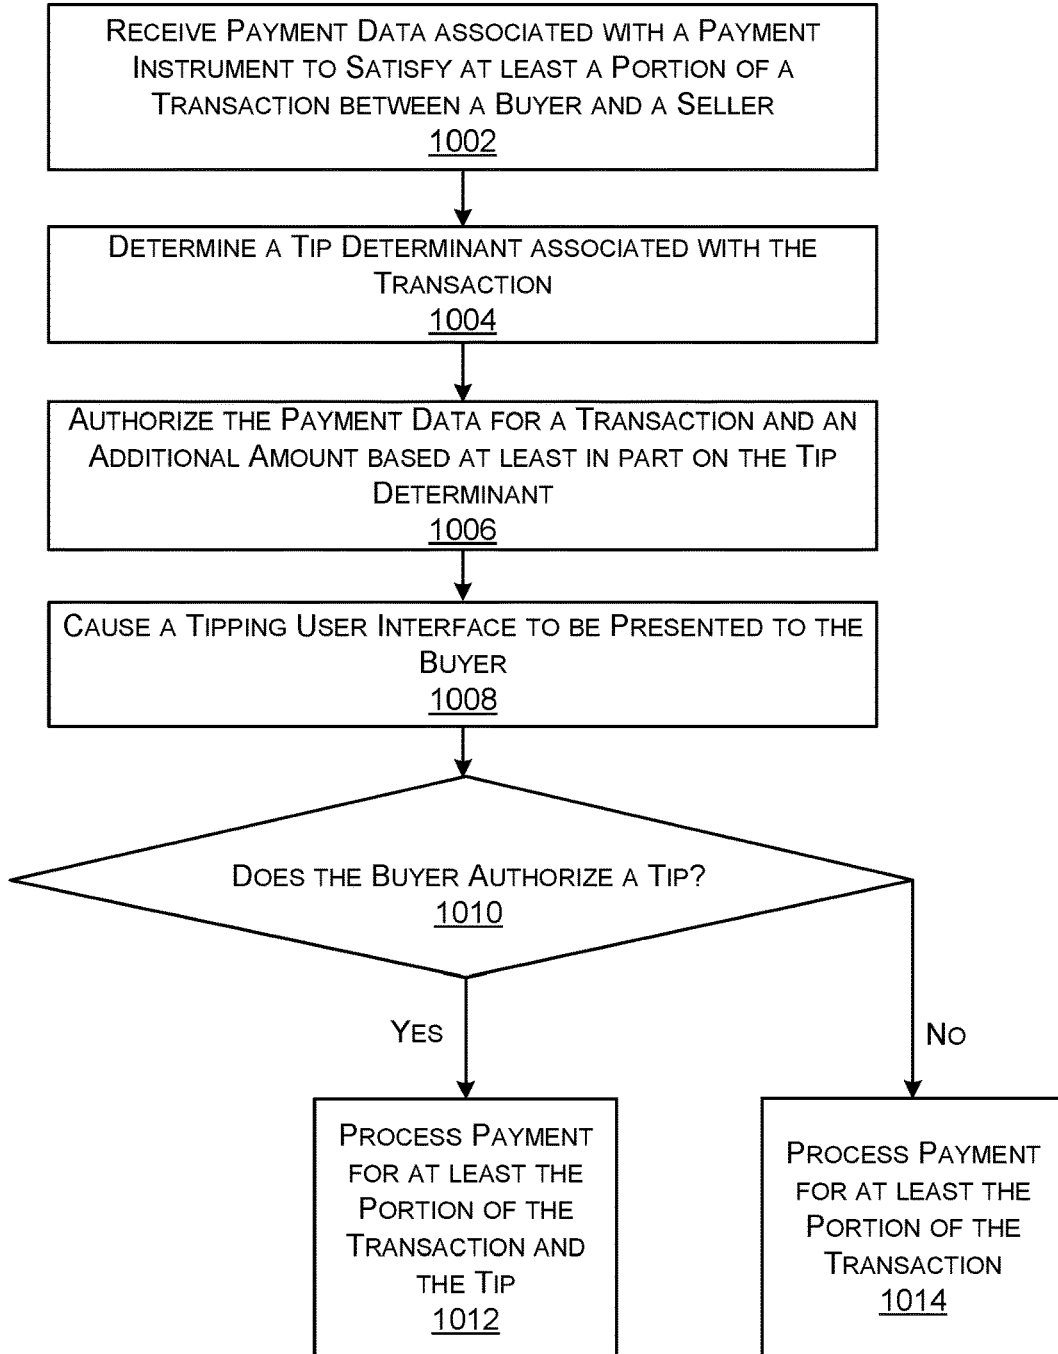 RECEIVE PAYMENT DATA ASSOCIATED WITH A PAYMENT
INSTRUMENT TO SATISFY AT LEAST A PORTION OF A
TRANSACTION BETWEEN A BUYER AND A SELLER
1002
DETERMINE A TIP DETERMINANT ASSOCIATED WITH THE
TRANSACTION
1004
AUTHORIZE THE PAYMENT DATA FOR A TRANSACTION AND AN
ADDITIONAL AMOUNT BASED AT LEAST IN PART ON THE TIP
DETERMINANT
1006
CAUSE A TIPPING USER INTERFACE TO BE PRESENTED TO THE
BUYER
1008
DOES THE BUYER AUTHORIZE A TIP?
1010
YES
NO
PROCESS PAYMENT
FOR AT LEAST THE
PORTION OF THE
TRANSACTION AND
THE TIP
1012
PROCESS PAYMENT
FOR AT LEAST THE
PORTION OF THE
TRANSACTION
1014